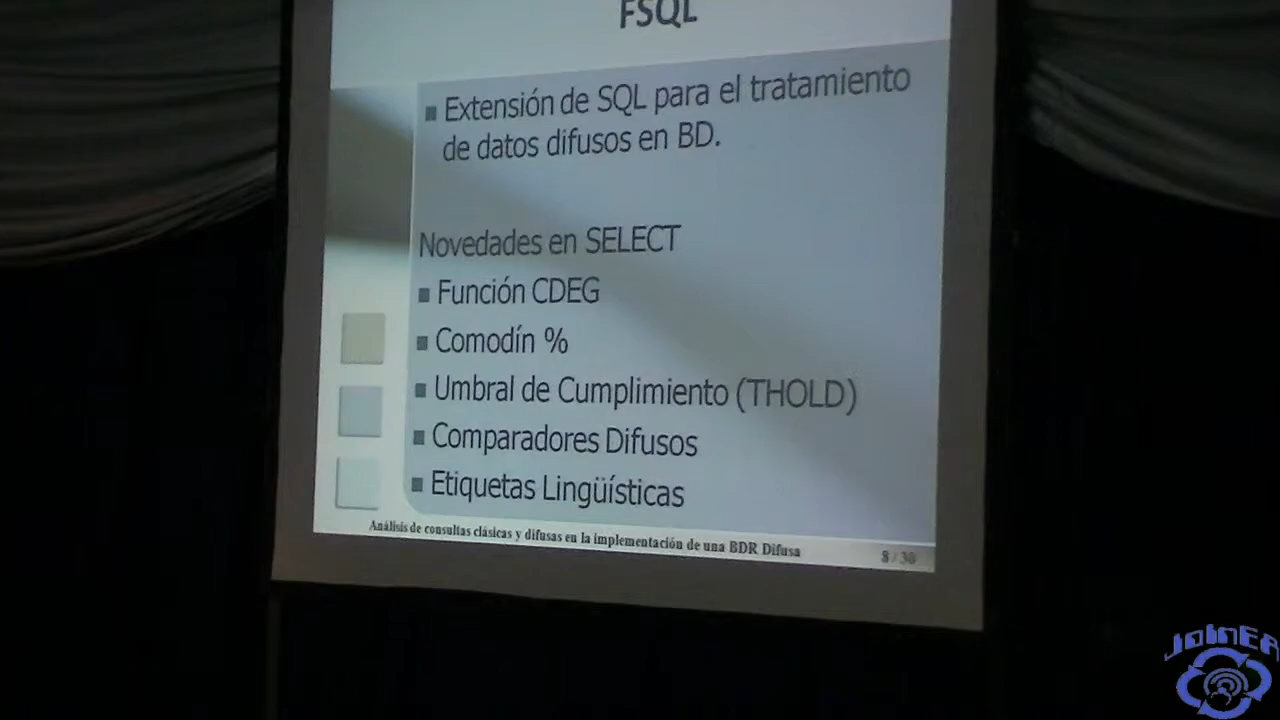 FSQL
Extensión de SQL para el tratamiento
de datos difusos en BD.
Novedades en SELECT
Función CDEG
Comodín %
Umbral de Cumplimiento (THOLD)
Comparadores Difusos
Etiquetas Lingüísticas
Análisis de consultas clásicas y difusas en la implementación de una BDR Difusa
8 / 30
JoinEA